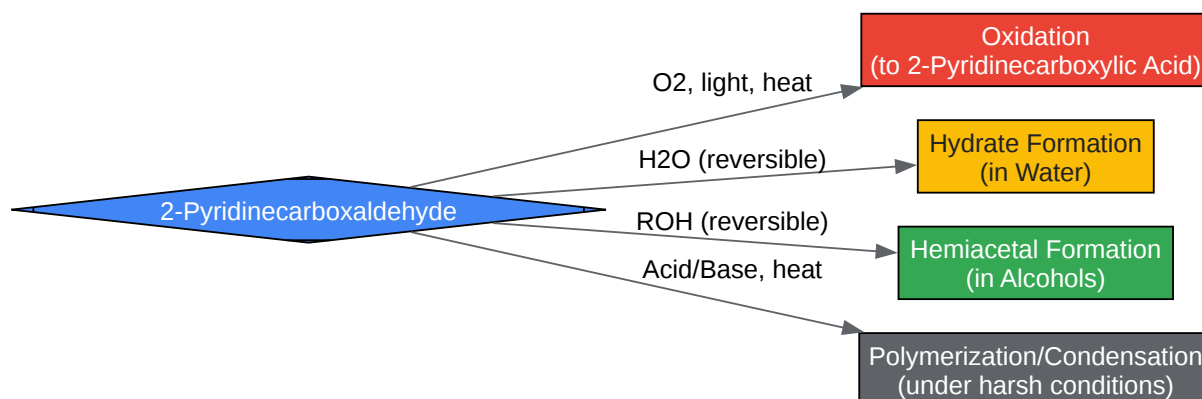 Oxidation
(to 2-Pyridinecarboxylic Acid)
O2, light, heat
Hydrate Formation
(in Water)
H2O (reversible)
2-Pyridinecarboxaldehyde
ROH (reversible)
Hemiacetal Formation
(in Alcohols)
Acid/Base, heat
Polymerization/Condensation
(under harsh conditions)